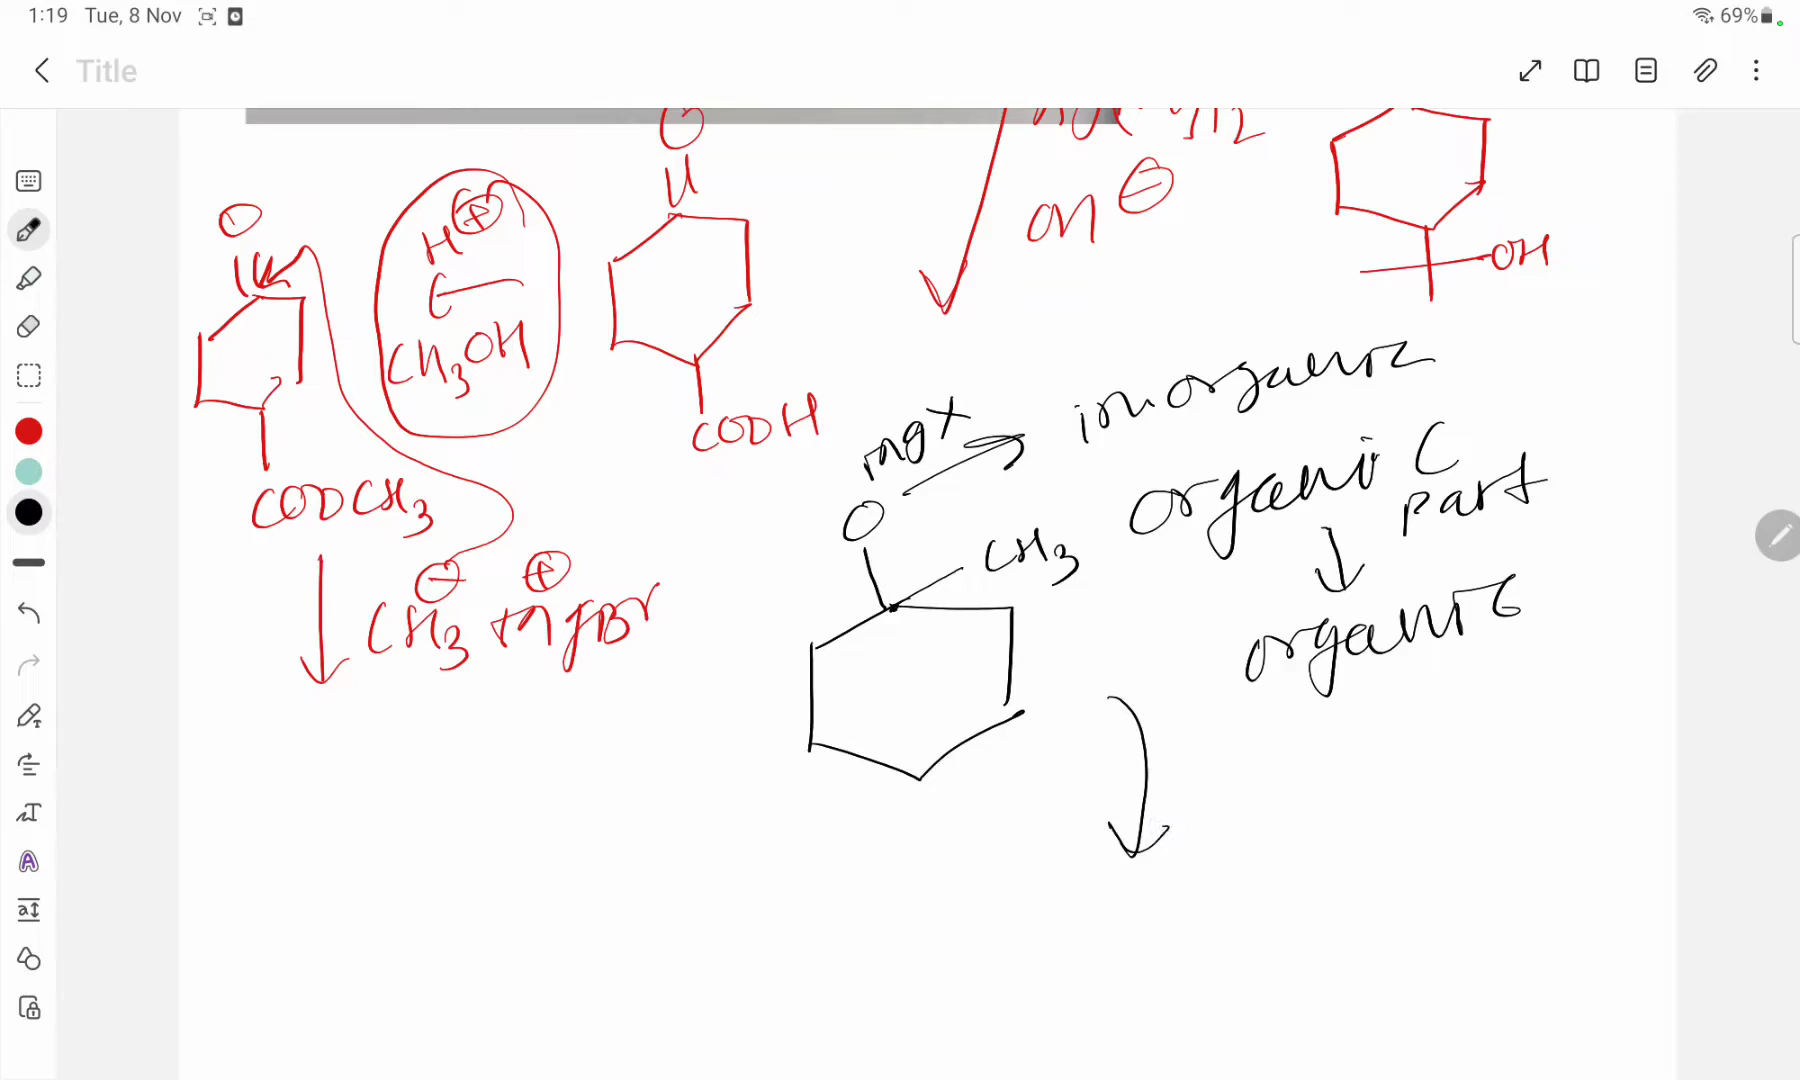 1:19 Tue, 8 Nov
69%
Title
OH
H
C
CH3OH
COOH
COOCH3
CH3 MgBr
MgX
inorganic
O
CH3
organic
part
organic